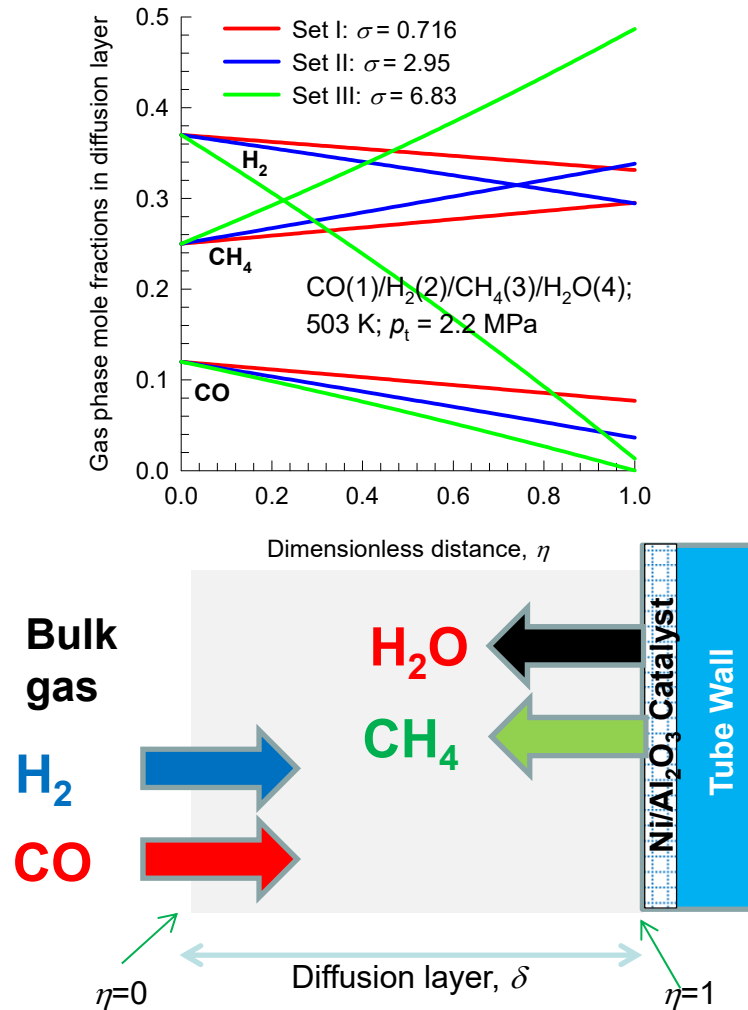 Gas phase mole fractions in diffusion layer
0.5
0.4
0.3
0.2
0.1
0.0
Set I: σ = 0.716
Set II: σ = 2.95
Set III: σ = 6.83
H₂
CH₄
CO(1)/H₂(2)/CH₄(3)/H₂O(4);
503 K; pₜ = 2.2 MPa
CO
0.0 0.2 0.4 0.6 0.8 1.0
Dimensionless distance, η
Bulk
gas
H₂O
CH₄
H₂
CO
Ni/Al₂O₃ Catalyst
Tube Wall
Diffusion layer, δ
η=0
η=1